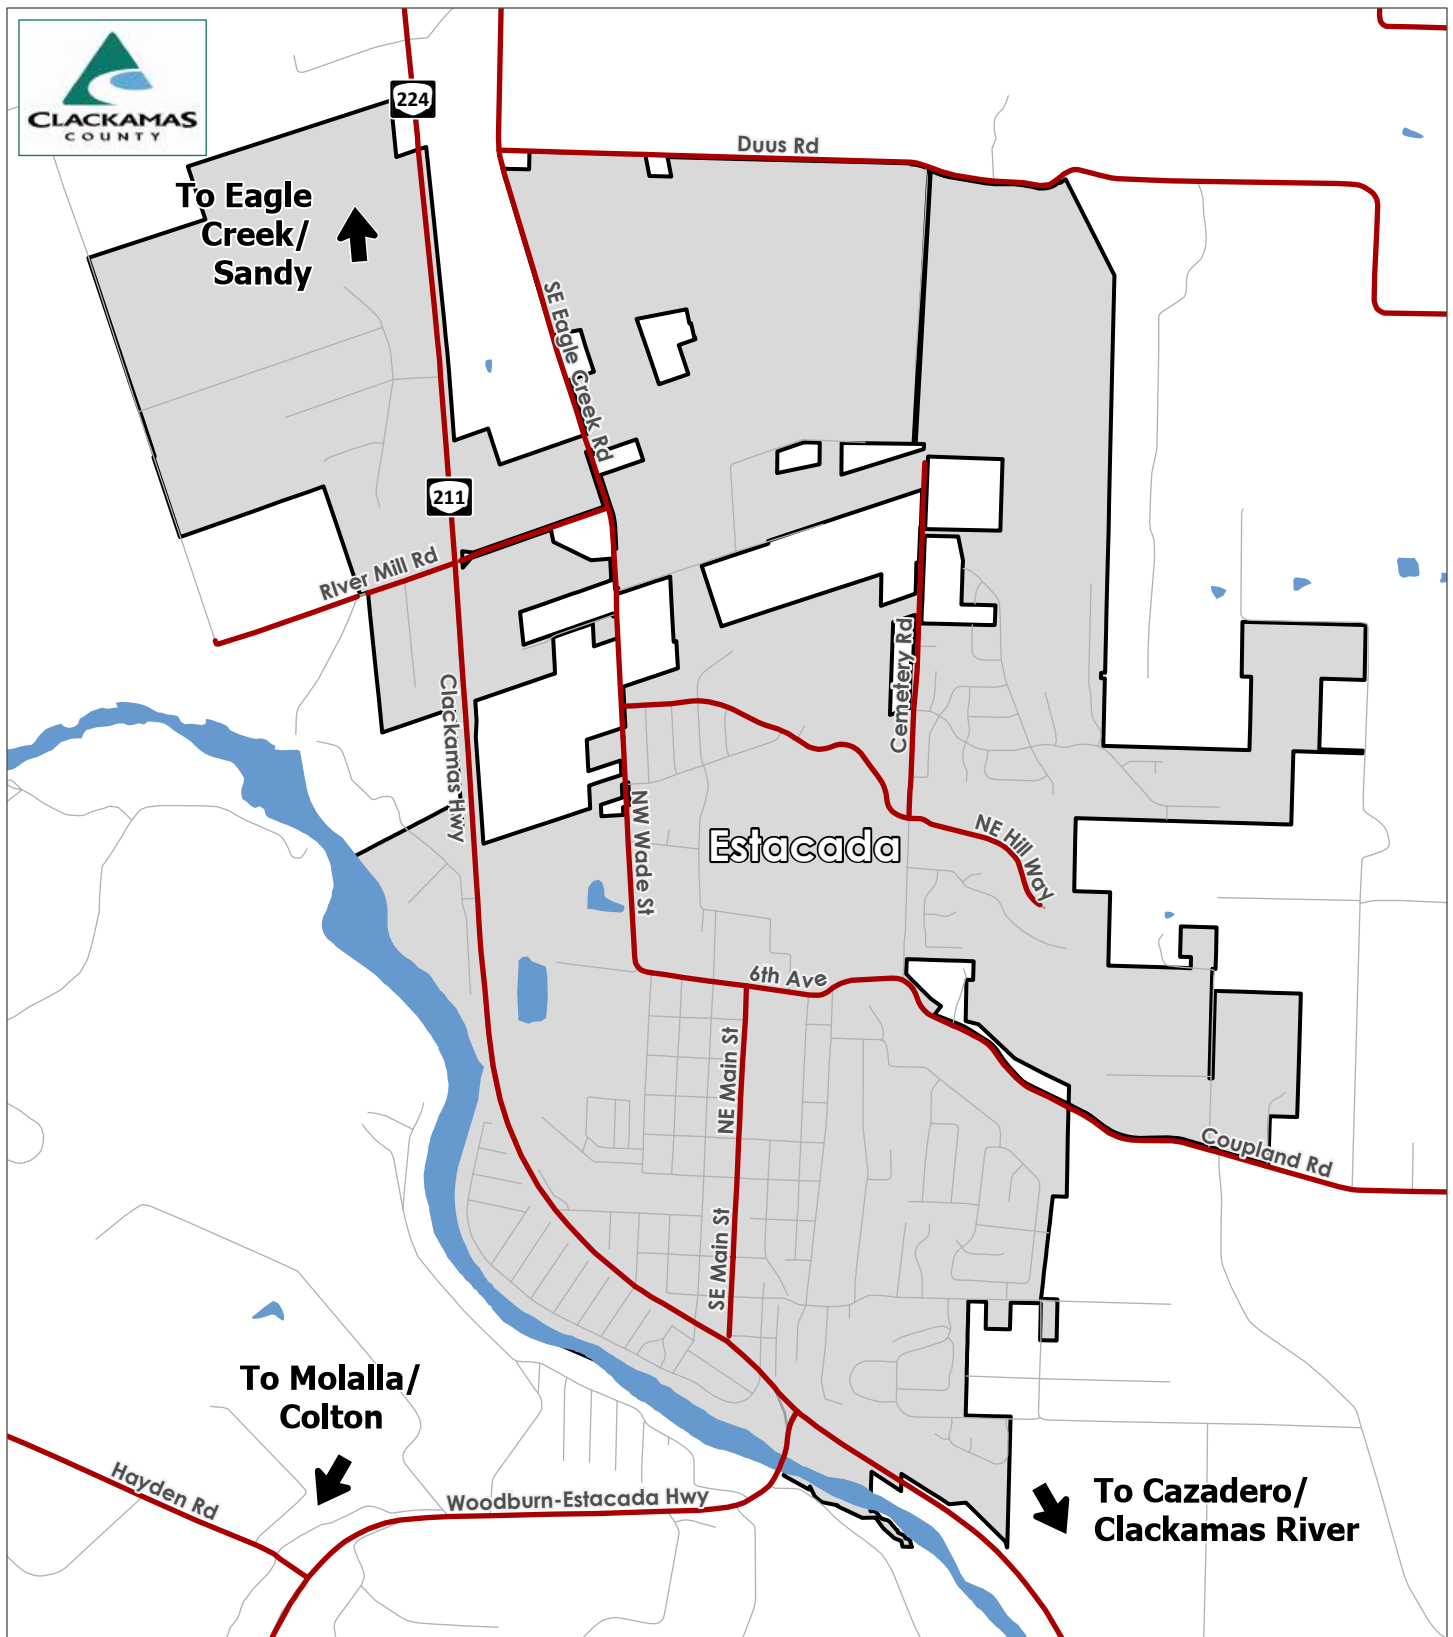 CLACKAMAS
COUNTY
224
Duus Rd
To Eagle
Creek/
Sandy
SE Eagle Creek Rd
211
RIver Mill Rd
Cemetery Rd
Clackamas Hwy
NW Wade St
Estacada
NE Hill Way
6th Ave
NE Main St
Coupland Rd
SE Main St
To Molalla/
Colton
Hayden Rd
Woodburn-Estacada Hwy
To Cazadero/
Clackamas River